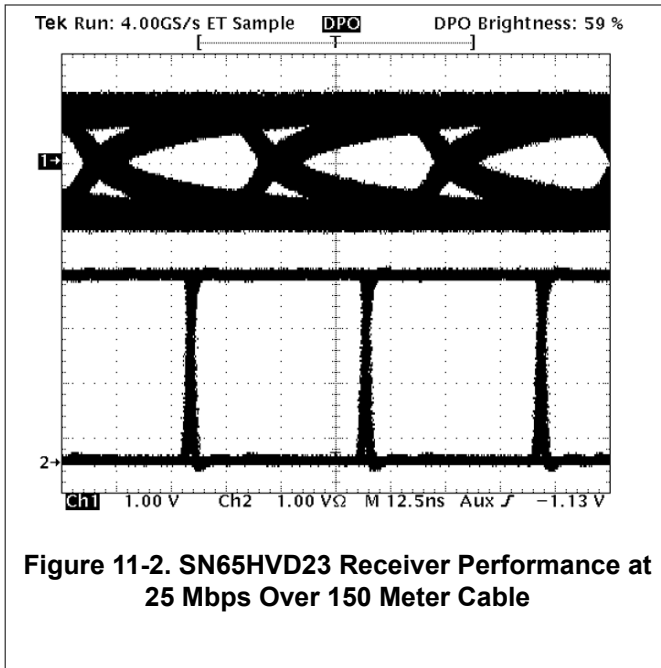 Tek Run: 4.00GS/s ET Sample DPO DPO Brightness: 59 %
[ T ]
1→
2→
Ch1 1.00 V Ch2 1.00 VΩ M 12.5ns Aux ⎎ −1.13 V
Figure 11-2. SN65HVD23 Receiver Performance at
25 Mbps Over 150 Meter Cable